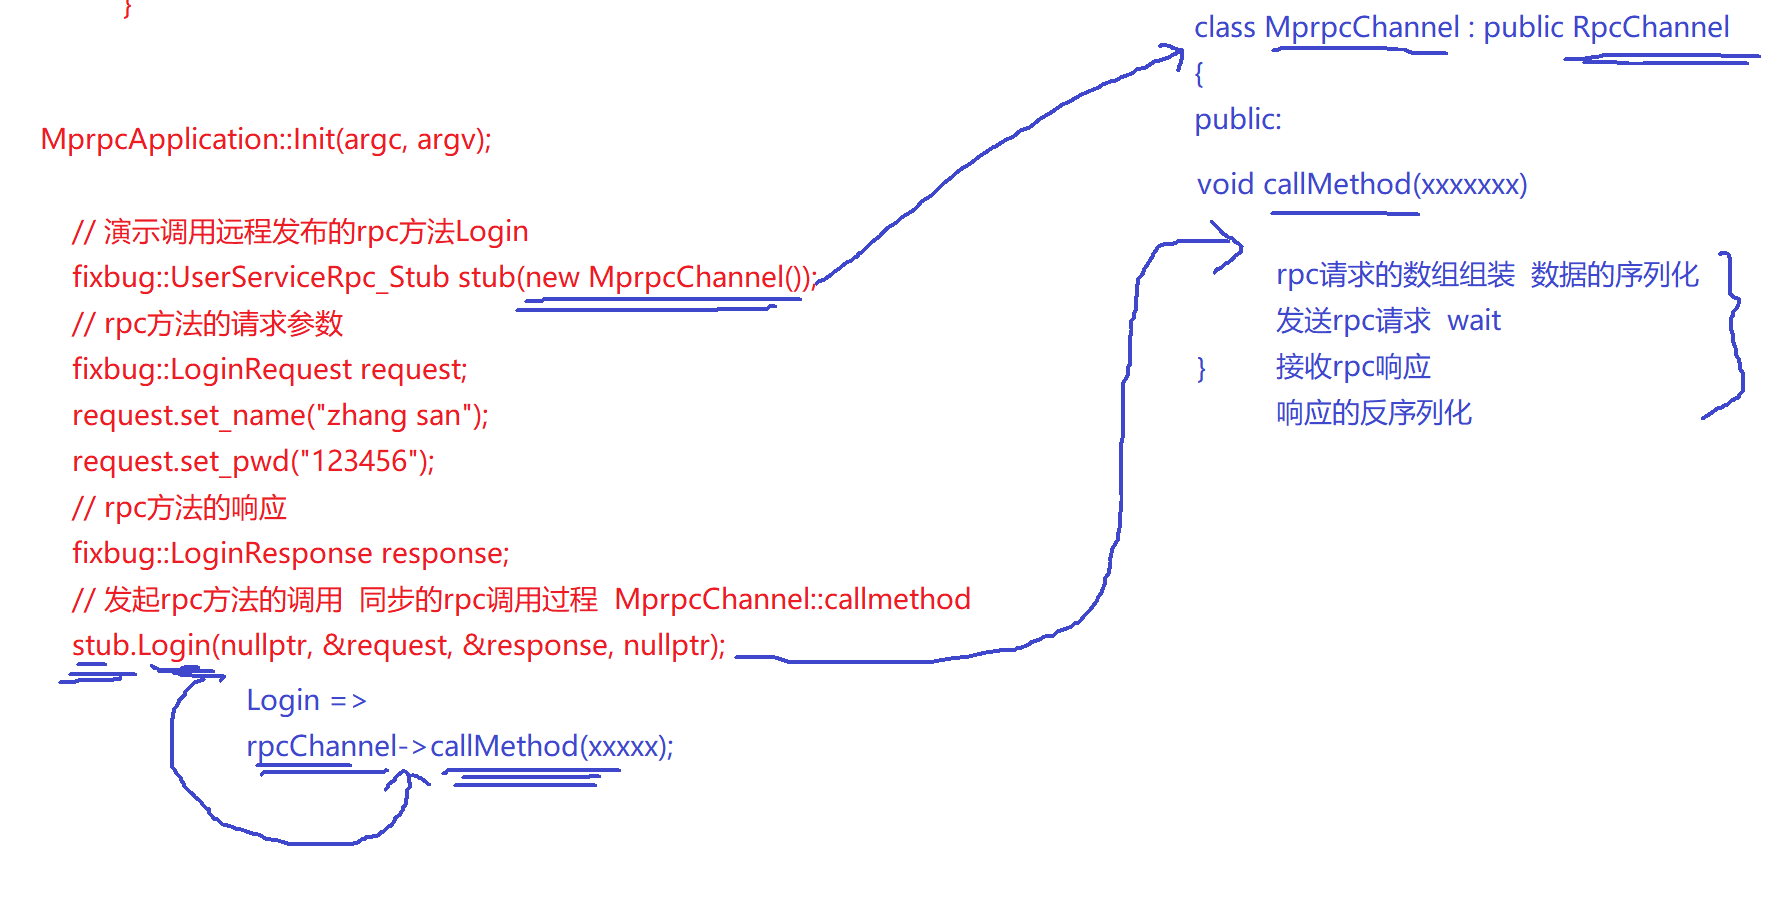 }
MprpcApplication::Init(argc, argv);
// 演示调用远程发布的rpc方法Login
fixbug::UserServiceRpc_Stub stub(new MprpcChannel());
// rpc方法的请求参数
fixbug::LoginRequest request;
request.set_name("zhang san");
request.set_pwd("123456");
// rpc方法的响应
fixbug::LoginResponse response;
// 发起rpc方法的调用  同步的rpc调用过程  MprpcChannel::callmethod
stub.Login(nullptr, &request, &response, nullptr);
Login =>
rpcChannel->callMethod(xxxxx);
class MprpcChannel : public RpcChannel
{
public:
void callMethod(xxxxxxx)
rpc请求的数组组装  数据的序列化
发送rpc请求  wait
}  接收rpc响应
响应的反序列化